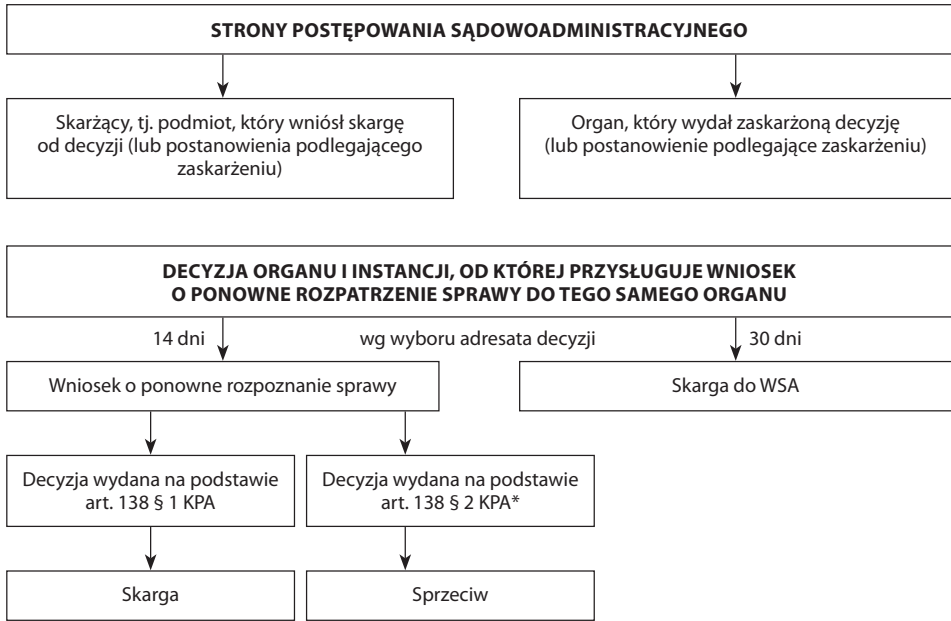 STRONY POSTĘPOWANIA SĄDOWOADMINISTRACYJNEGO
Skarżący, tj. podmiot, który wniósł skargę
od decyzji (lub postanowienia podlegającego
zaskarżeniu)
Organ, który wydał zaskarżoną decyzję
(lub postanowienie podlegające zaskarżeniu)
DECYZJA ORGANU I INSTANCJI, OD KTÓREJ PRZYSŁUGUJE WNIOSEK
O PONOWNE ROZPATRZENIE SPRAWY DO TEGO SAMEGO ORGANU
14 dni
wg wyboru adresata decyzji
30 dni
Wniosek o ponowne rozpoznanie sprawy
Skarga do WSA
Decyzja wydana na podstawie
art. 138 § 1 KPA
Decyzja wydana na podstawie
art. 138 § 2 KPA*
Skarga
Sprzeciw